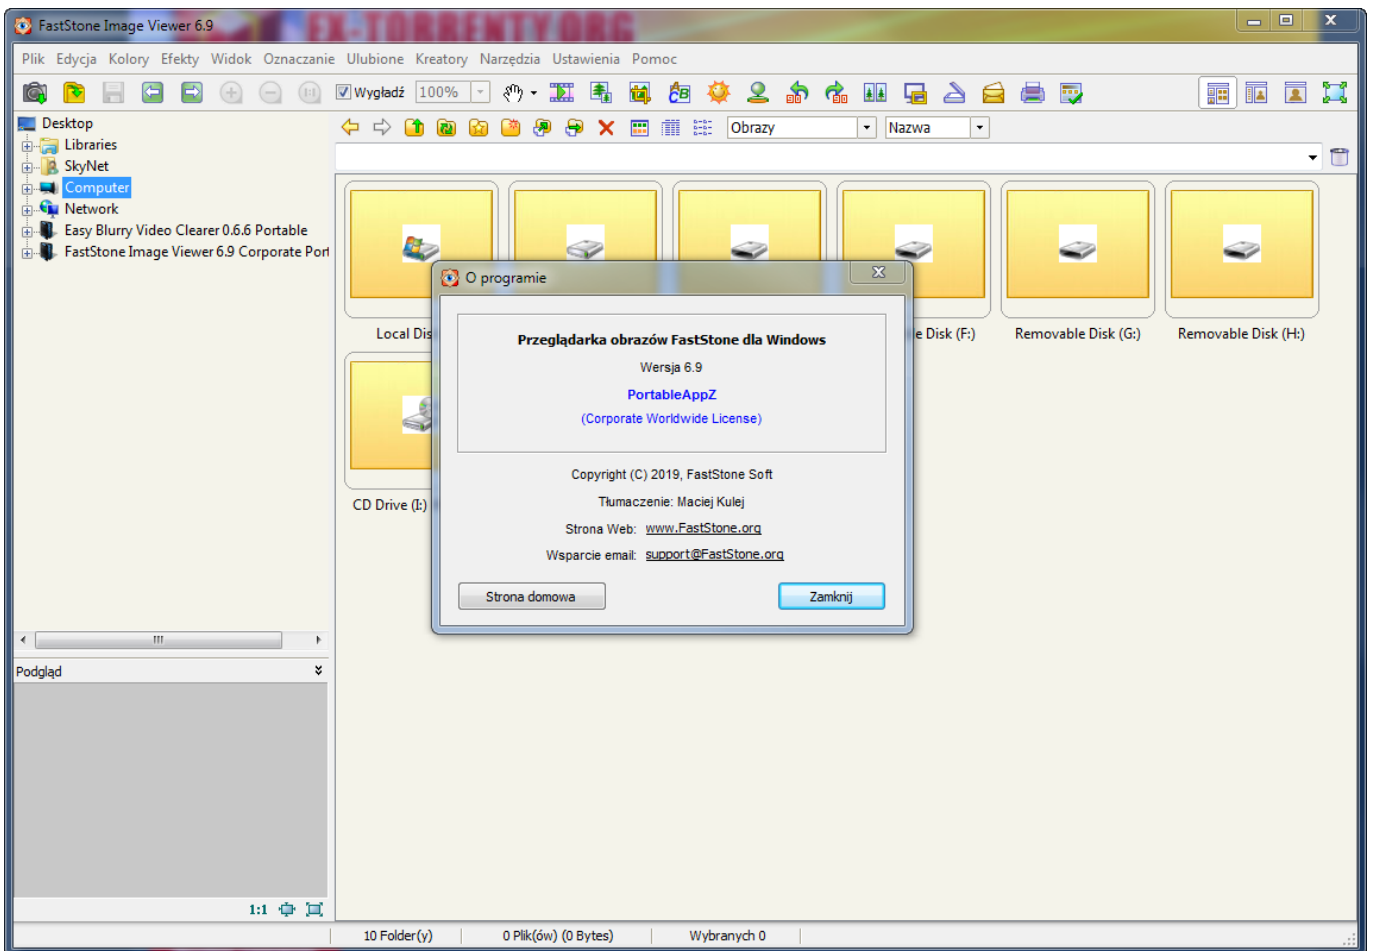 FastStone Image Viewer 6.9
EX-TORRENTY.ORG
Plik Edycja Kolory Efekty Widok Oznaczanie Ulubione Kreatory Narzędzia Ustawienia Pomoc
Wygładź 100%
Desktop
Libraries
SkyNet
Computer
Network
Easy Blurry Video Clearer 0.6.6 Portable
FastStone Image Viewer 6.9 Corporate Port
Obrazy Nazwa
Local Dis
e Disk (F:)
Removable Disk (G:)
Removable Disk (H:)
CD Drive (I:)
O programie
Przeglądarka obrazów FastStone dla Windows
Wersja 6.9
PortableAppZ
(Corporate Worldwide License)
Copyright (C) 2019, FastStone Soft
Tłumaczenie: Maciej Kulej
Strona Web: www.FastStone.org
Wsparcie email: support@FastStone.org
Strona domowa
Zamknij
Podgląd
1:1
10 Folder(y) 0 Plik(ów) (0 Bytes) Wybranych 0